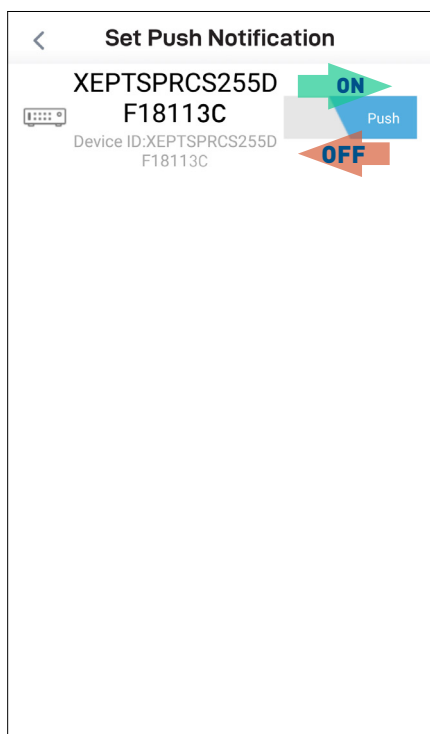 Set Push Notification
XEPTSPRCS255D
F18113C
Device ID:XEPTSPRCS255D
F18113C
ON
Push
OFF